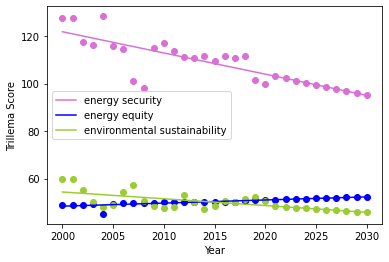 120
100
80
60
Trillema Score
energy security
energy equity
environmental sustainability
2000 2005 2010 2015 2020 2025 2030
Year